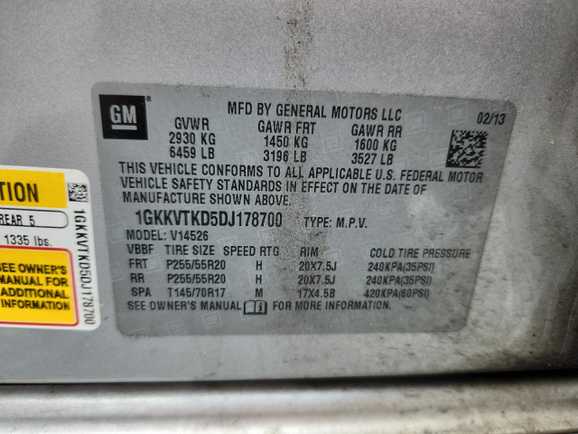 GM
MFD BY GENERAL MOTORS LLC
02/13
GVWR GAWR FRT GAWR RR
2930 KG 1450 KG 1600 KG
6459 LB 3196 LB 3527 LB
THIS VEHICLE CONFORMS TO ALL APPLICABLE U.S. FEDERAL MOTOR
VEHICLE SAFETY STANDARDS IN EFFECT ON THE DATE OF
MANUFACTURE SHOWN ABOVE.
1GKKVTKD5DJ178700 TYPE: M.P.V.
MODEL: V14526
VBBF TIRE SIZE SPEED RTG RIM COLD TIRE PRESSURE
FRT P255/55R20 H 20X7.5J 240KPA(35PSI)
RR P255/55R20 H 20X7.5J 240KPA(35PSI)
SPA T145/70R17 M 17X4.5B 420KPA(60PSI)
SEE OWNER'S MANUAL FOR MORE INFORMATION.
TION
REAR 5
1335 lbs.
SEE OWNER'S
MANUAL FOR
ADDITIONAL
INFORMATION
1GKKVTKD5DJ178700